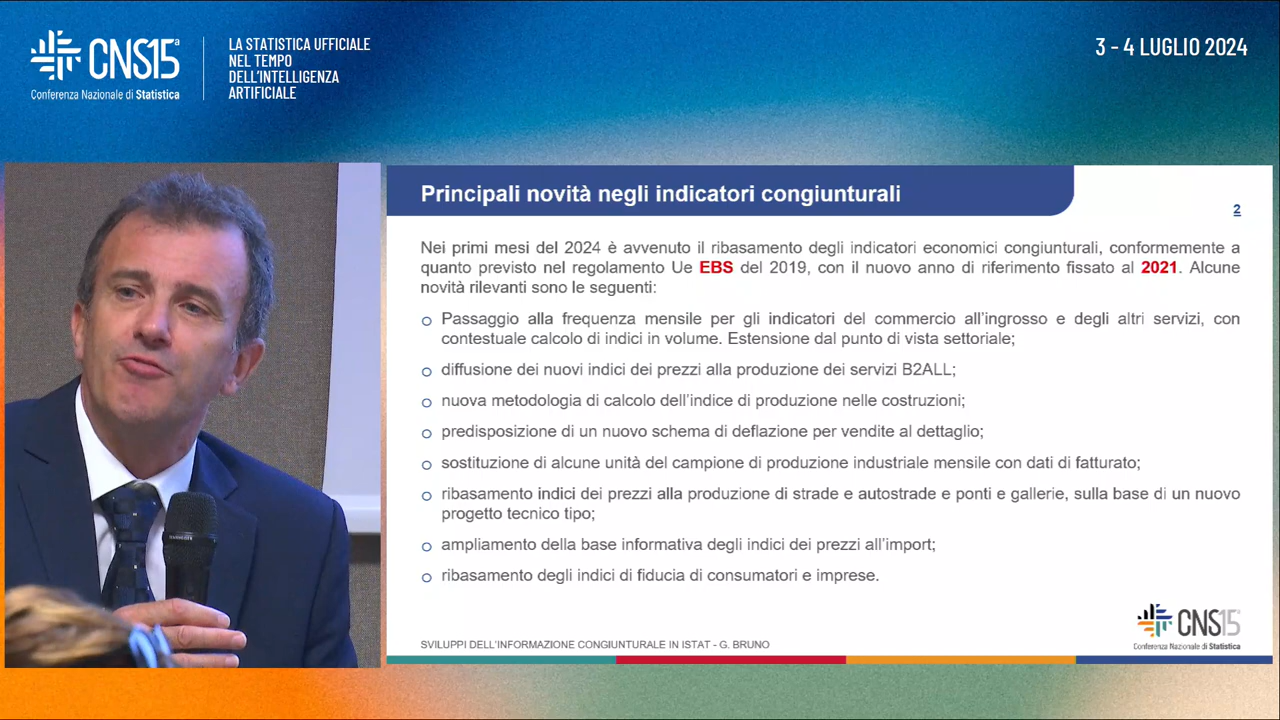 CNS15ª
Conferenza Nazionale di Statistica
LA STATISTICA UFFICIALE
NEL TEMPO
DELL'INTELLIGENZA
ARTIFICIALE
3 - 4 LUGLIO 2024
Principali novità negli indicatori congiunturali
2
Nei primi mesi del 2024 è avvenuto il ribasamento degli indicatori economici congiunturali, conformemente a
quanto previsto nel regolamento Ue EBS del 2019, con il nuovo anno di riferimento fissato al 2021. Alcune
novità rilevanti sono le seguenti:
o Passaggio alla frequenza mensile per gli indicatori del commercio all'ingrosso e degli altri servizi, con
contestuale calcolo di indici in volume. Estensione dal punto di vista settoriale;
o diffusione dei nuovi indici dei prezzi alla produzione dei servizi B2ALL;
o nuova metodologia di calcolo dell'indice di produzione nelle costruzioni;
o predisposizione di un nuovo schema di deflazione per vendite al dettaglio;
o sostituzione di alcune unità del campione di produzione industriale mensile con dati di fatturato;
o ribasamento indici dei prezzi alla produzione di strade e autostrade e ponti e gallerie, sulla base di un nuovo
progetto tecnico tipo;
o ampliamento della base informativa degli indici dei prezzi all'import;
o ribasamento degli indici di fiducia di consumatori e imprese.
SVILUPPI DELL'INFORMAZIONE CONGIUNTURALE IN ISTAT - G. BRUNO
CNS15ª
Conferenza Nazionale di Statistica